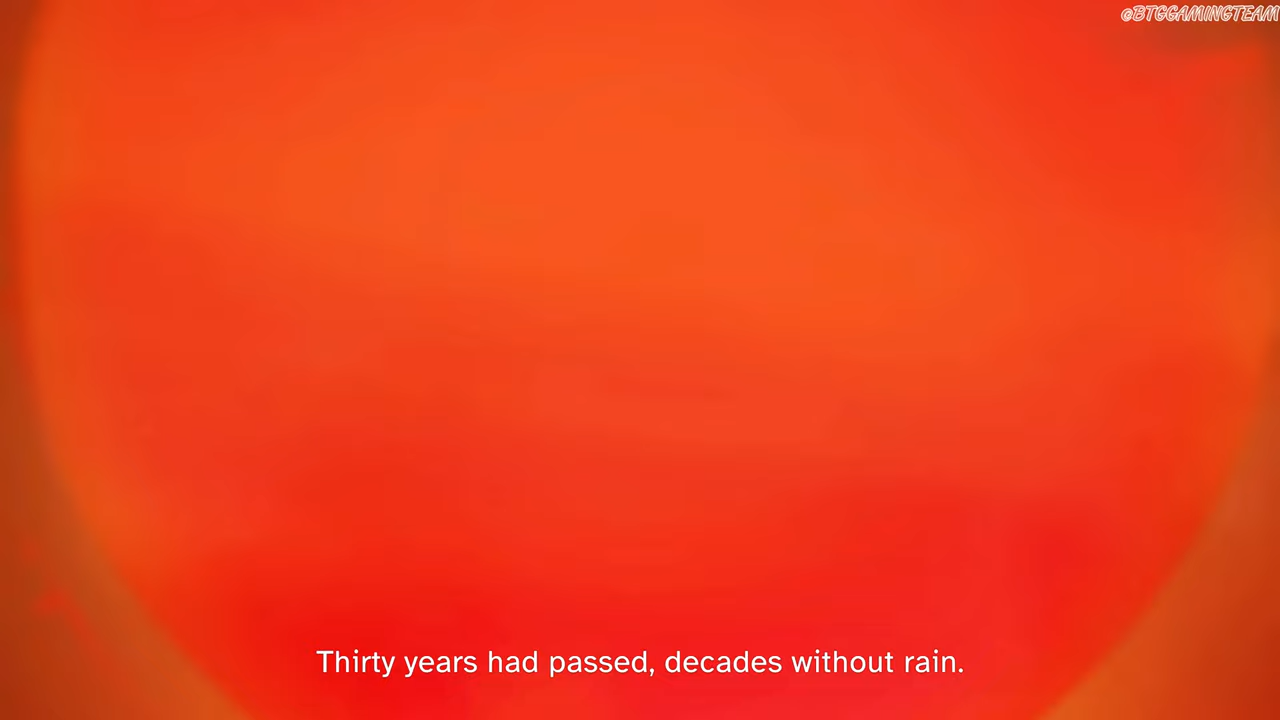 @BTGGAMINGTEAM
Thirty years had passed, decades without rain.